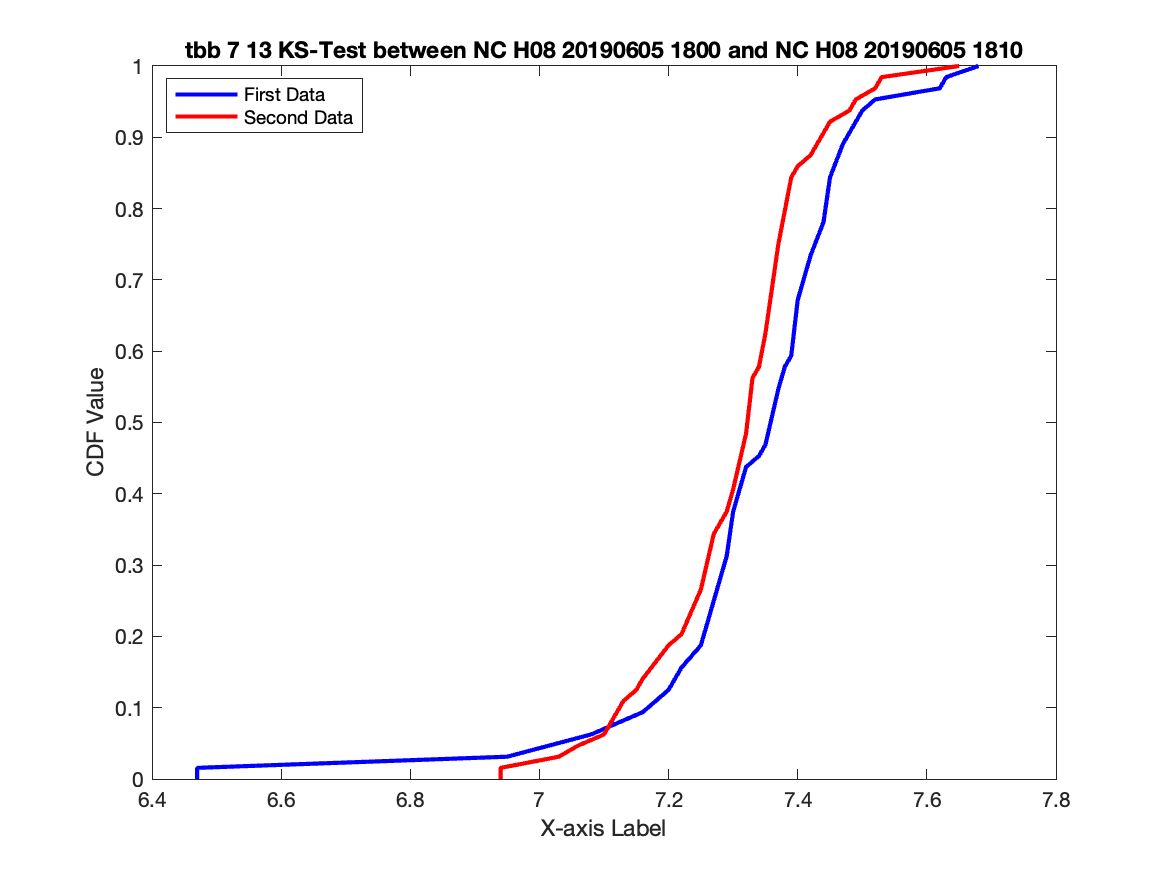 tbb 7 13 KS-Test between NC H08 20190605 1800 and NC H08 20190605 1810
First Data
Second Data
1
0.9
0.8
0.7
0.6
0.5
0.4
0.3
0.2
0.1
0
CDF Value
6.4 6.6 6.8 7 7.2 7.4 7.6 7.8
X-axis Label